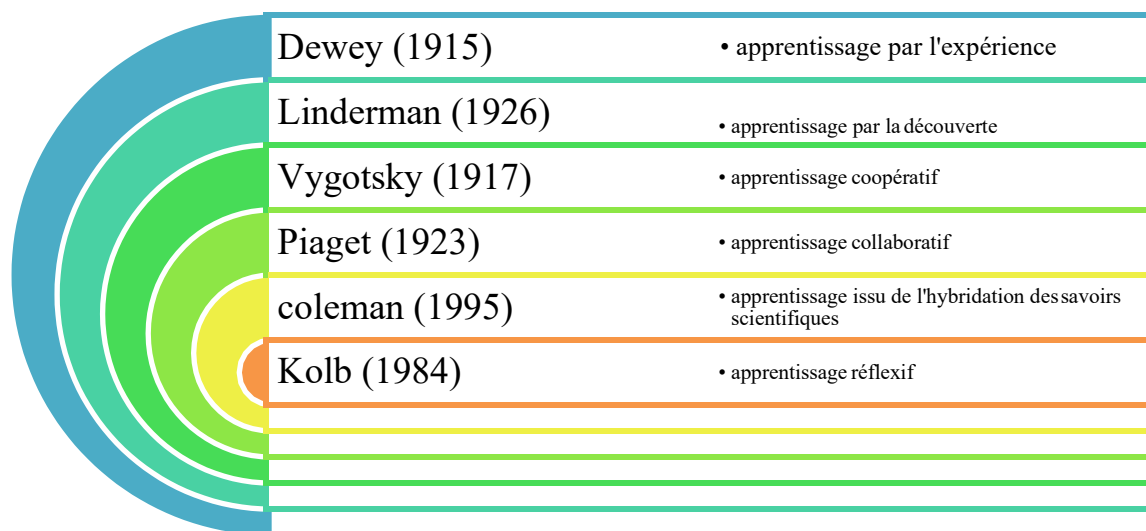 Dewey (1915)
• apprentissage par l'expérience
Linderman (1926)
• apprentissage par la découverte
Vygotsky (1917)
• apprentissage coopératif
Piaget (1923)
• apprentissage collaboratif
coleman (1995)
• apprentissage issu de l'hybridation des savoirs
scientifiques
Kolb (1984)
• apprentissage réflexif